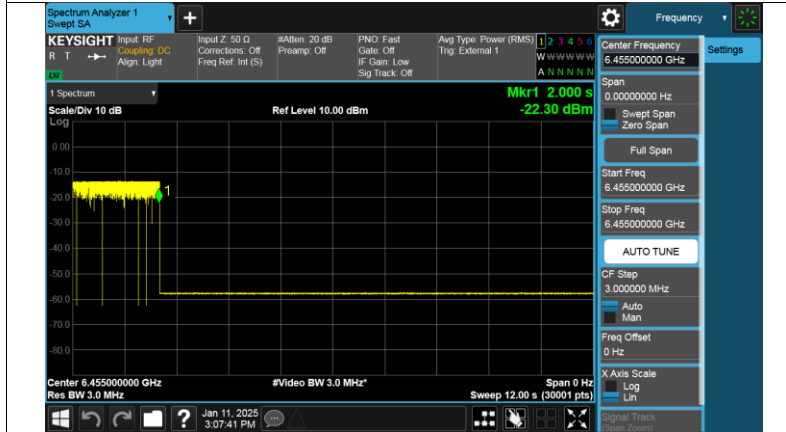 Spectrum Analyzer 1
Swept SA
+
Frequency
KEYSIGHT
R T
LXI
Input: RF
Coupling: DC
Align: Light
Input Z: 50 Ω
Corrections: Off
Freq Ref: Int (S)
#Atten: 20 dB
Preamp: Off
PNO: Fast
Gate: Off
IF Gain: Low
Sig Track: Off
Avg Type: Power (RMS)
Trig: External 1
1 2 3 4 5 6
W W W W W W
A N N N N N
Center Frequency
6.455000000 GHz
Settings
Span
0.00000000 Hz
Swept Span
Zero Span
Full Span
Start Freq
6.455000000 GHz
Stop Freq
6.455000000 GHz
AUTO TUNE
CF Step
3.000000 MHz
Auto
Man
Freq Offset
0 Hz
X Axis Scale
Log
Lin
Signal Track
(Span Zoom)
1 Spectrum
Scale/Div 10 dB
Ref Level 10.00 dBm
Mkr1 2.000 s
-22.30 dBm
Log
0.00
-10.0
-20.0
-30.0
-40.0
-50.0
-60.0
-70.0
-80.0
1
Center 6.455000000 GHz
#Video BW 3.0 MHz*
Span 0 Hz
Res BW 3.0 MHz
Sweep 12.00 s (30001 pts)
?
Jan 11, 2025
3:07:41 PM